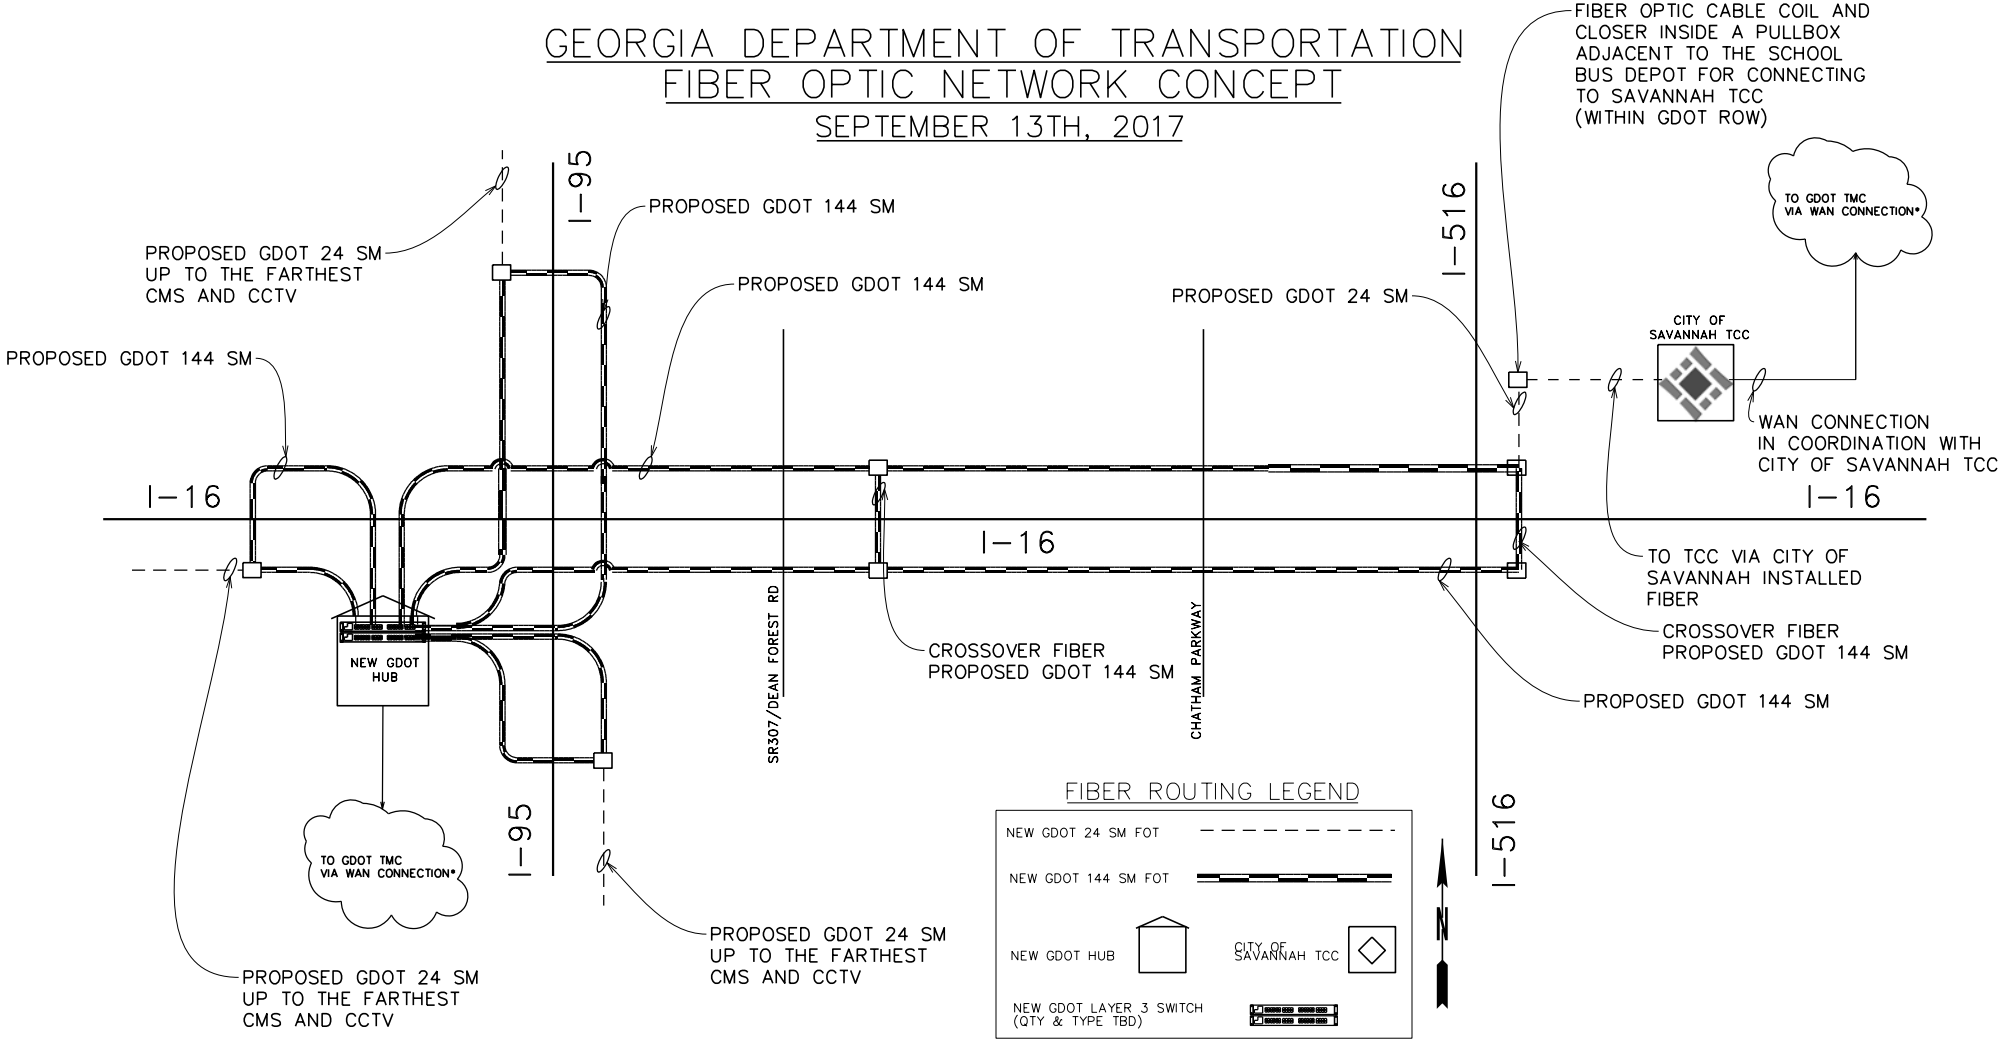 GEORGIA DEPARTMENT OF TRANSPORTATION
FIBER OPTIC NETWORK CONCEPT
SEPTEMBER 13TH, 2017
FIBER OPTIC CABLE COIL AND
CLOSER INSIDE A PULLBOX
ADJACENT TO THE SCHOOL
BUS DEPOT FOR CONNECTING
TO SAVANNAH TCC
(WITHIN GDOT ROW)
TO GDOT TMC
VIA WAN CONNECTION*
I-95
I-516
PROPOSED GDOT 144 SM
PROPOSED GDOT 24 SM
UP TO THE FARTHEST
CMS AND CCTV
PROPOSED GDOT 144 SM
PROPOSED GDOT 24 SM
CITY OF
SAVANNAH TCC
PROPOSED GDOT 144 SM
WAN CONNECTION
IN COORDINATION WITH
CITY OF SAVANNAH TCC
I-16
I-16
I-16
TO TCC VIA CITY OF
SAVANNAH INSTALLED
FIBER
CROSSOVER FIBER
PROPOSED GDOT 144 SM
CROSSOVER FIBER
PROPOSED GDOT 144 SM
PROPOSED GDOT 144 SM
SR307/DEAN FOREST RD
CHATHAM PARKWAY
NEW GDOT
HUB
I-95
I-516
TO GDOT TMC
VIA WAN CONNECTION*
PROPOSED GDOT 24 SM
UP TO THE FARTHEST
CMS AND CCTV
PROPOSED GDOT 24 SM
UP TO THE FARTHEST
CMS AND CCTV
FIBER ROUTING LEGEND
NEW GDOT 24 SM FOT
NEW GDOT 144 SM FOT
NEW GDOT HUB
CITY OF
SAVANNAH TCC
NEW GDOT LAYER 3 SWITCH
(QTY & TYPE TBD)
N